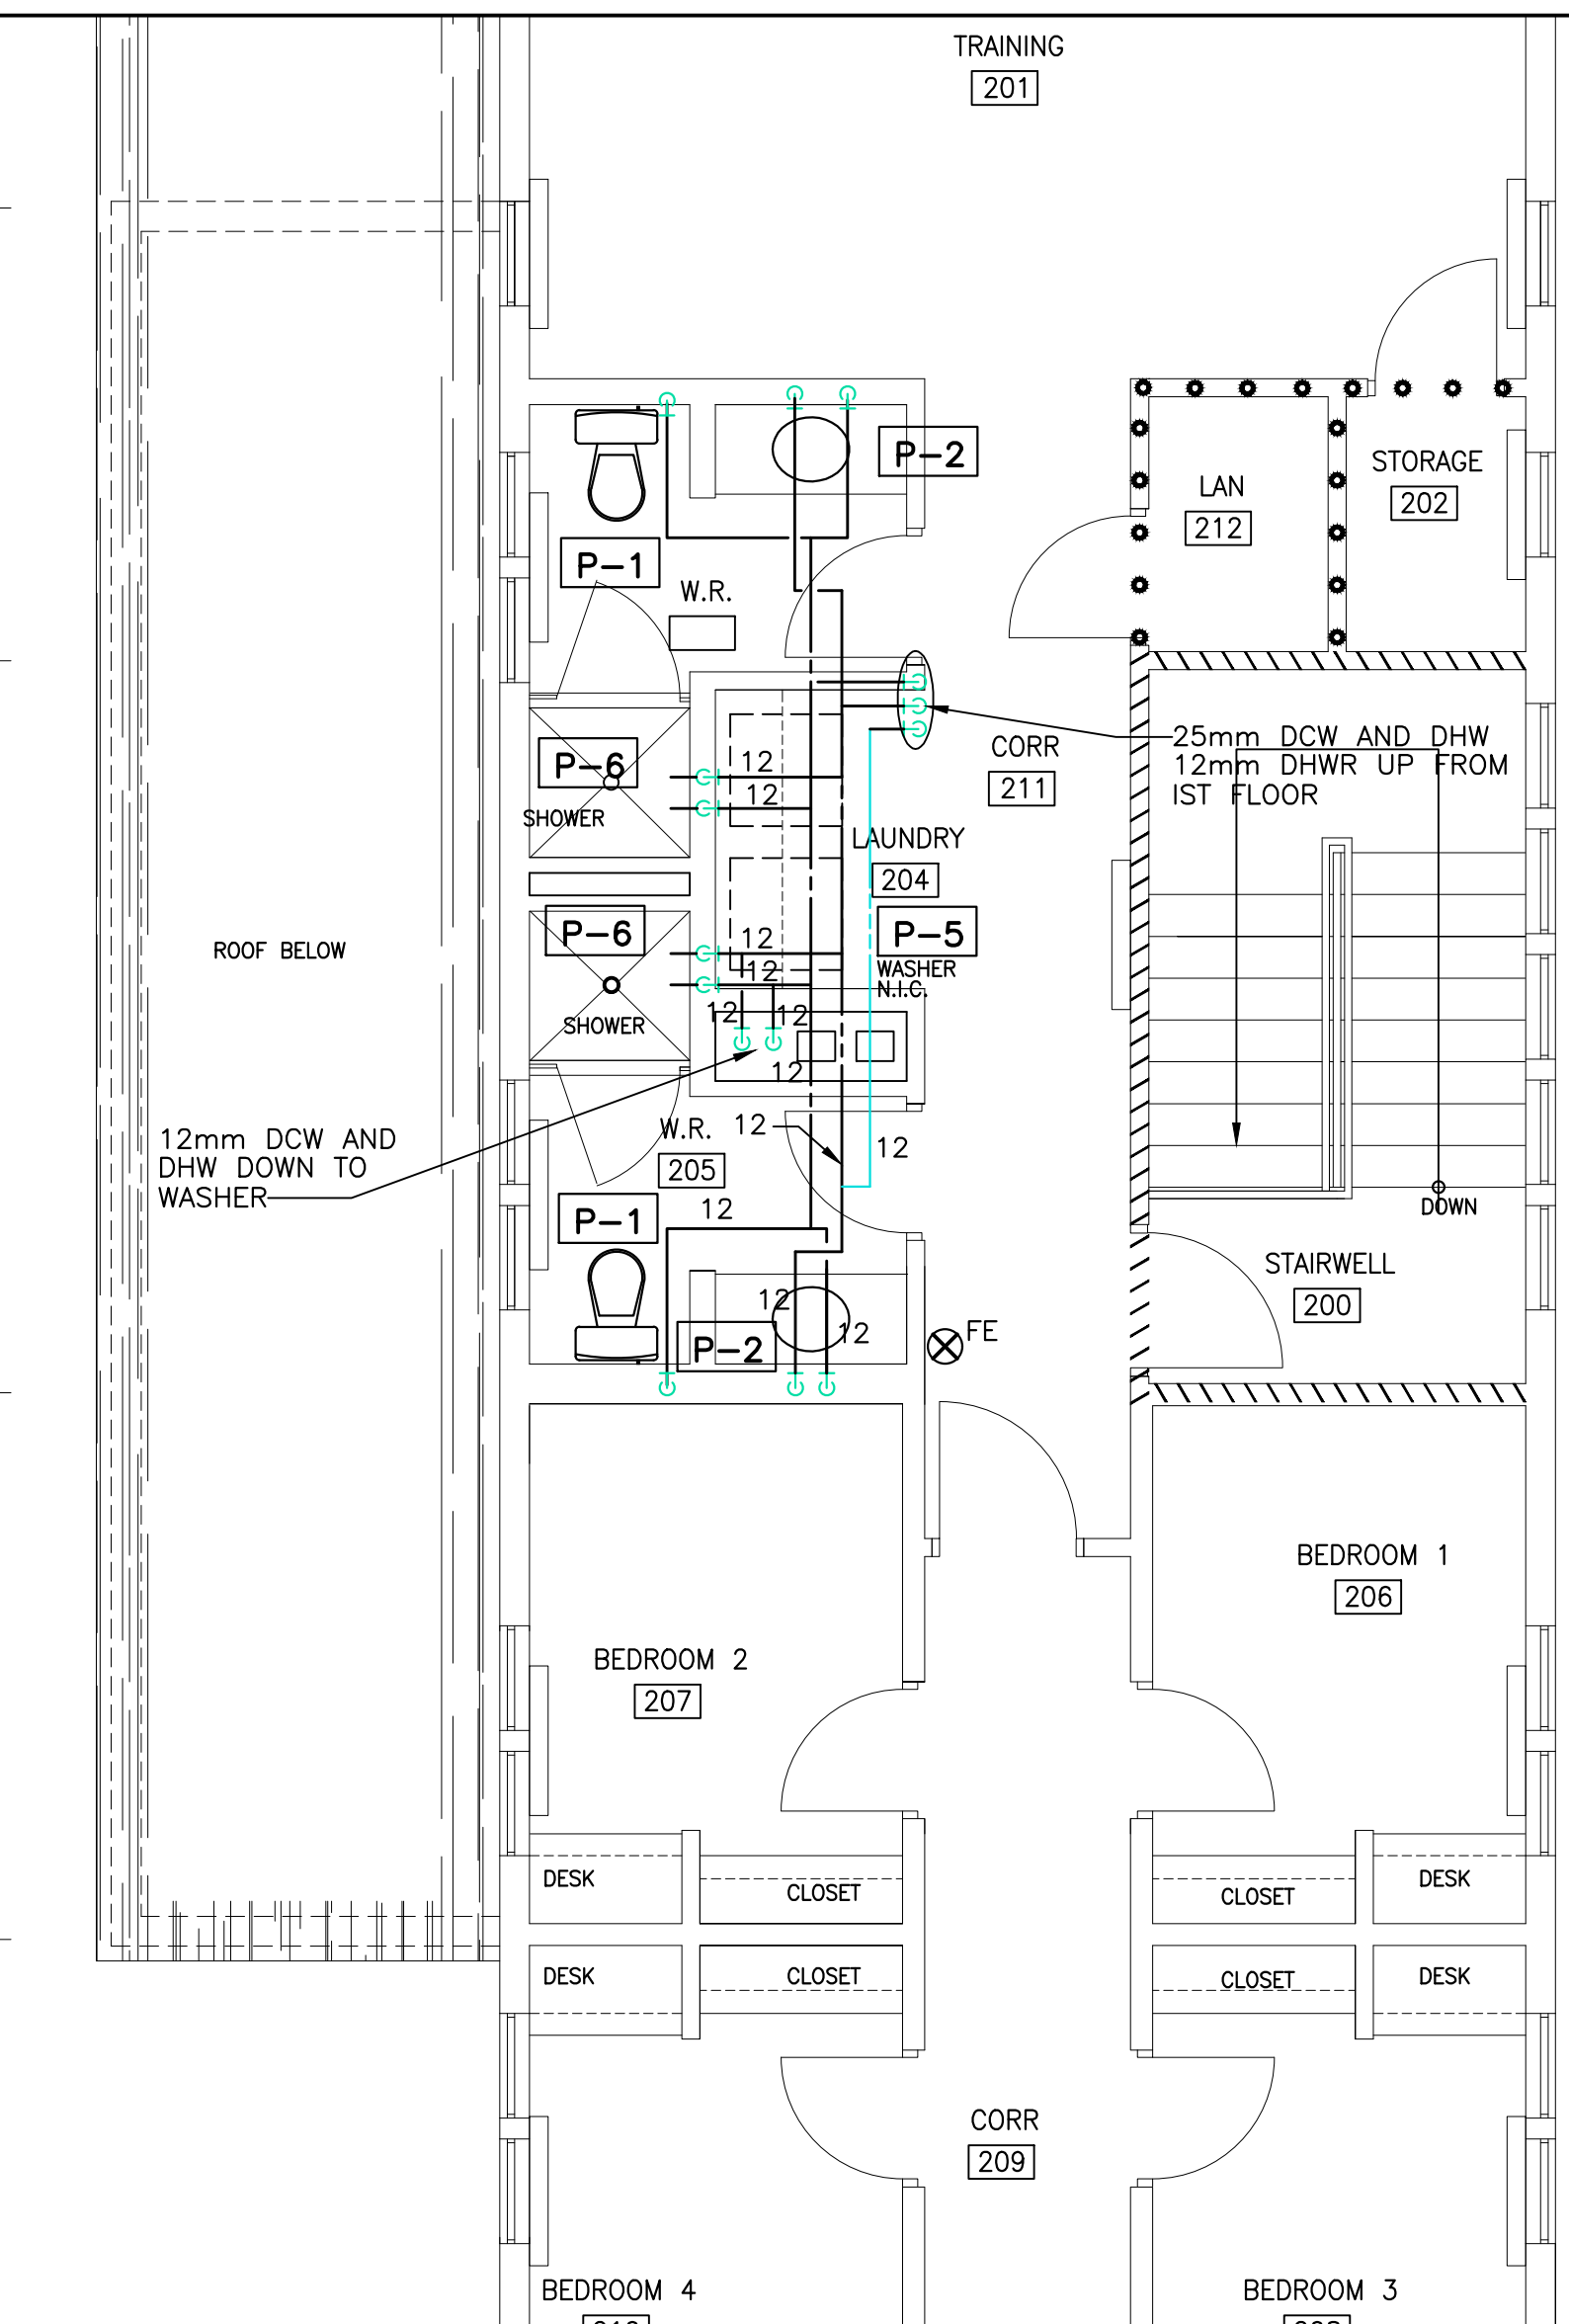 TRAINING
201
P-2
STORAGE
202
LAN
212
P-1
W.R.
25mm DCW AND DHW
12mm DHWR UP FROM
IST FLOOR
CORR
211
P-6
12
12
SHOWER
LAUNDRY
204
P-5
WASHER
N.I.C.
P-6
12
12
ROOF BELOW
SHOWER
12
12
12
12mm DCW AND
DHW DOWN TO
WASHER
W.R.
205
12
12
P-1
12
DOWN
STAIRWELL
200
12
12
P-2
FE
BEDROOM 1
206
BEDROOM 2
207
DESK
CLOSET
CLOSET
DESK
DESK
CLOSET
CLOSET
DESK
CORR
209
BEDROOM 4
BEDROOM 3